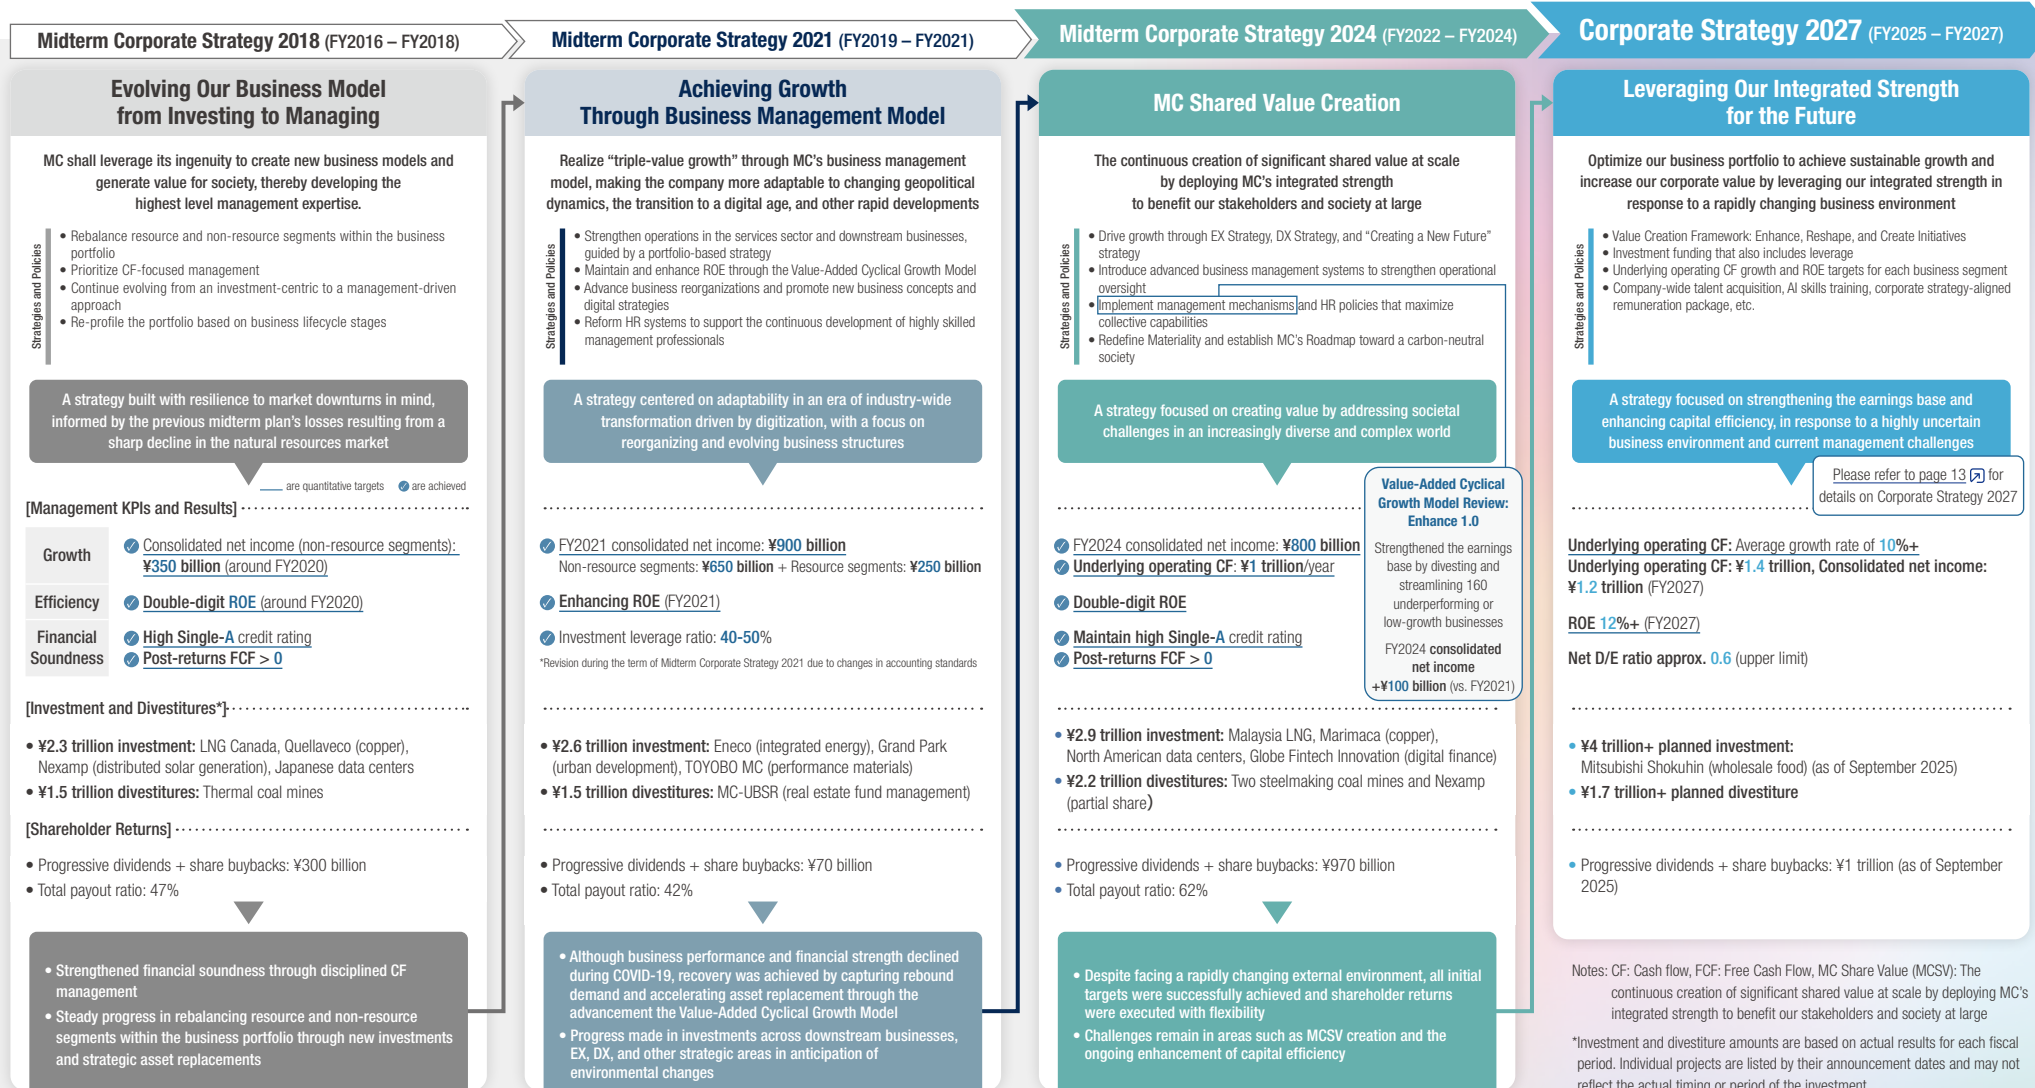 Midterm Corporate Strategy 2018 (FY2016 – FY2018)
Midterm Corporate Strategy 2021 (FY2019 – FY2021)
Midterm Corporate Strategy 2024 (FY2022 – FY2024)
Corporate Strategy 2027 (FY2025 – FY2027)
Evolving Our Business Model
from Investing to Managing
MC shall leverage its ingenuity to create new business models and
generate value for society, thereby developing the
highest level management expertise.
Strategies and Policies
• Rebalance resource and non-resource segments within the business
portfolio
• Prioritize CF-focused management
• Continue evolving from an investment-centric to a management-driven
approach
• Re-profile the portfolio based on business lifecycle stages
A strategy built with resilience to market downturns in mind,
informed by the previous midterm plan's losses resulting from a
sharp decline in the natural resources market
___ are quantitative targets ✓ are achieved
[Management KPIs and Results]
Growth
✓ Consolidated net income (non-resource segments):
¥350 billion (around FY2020)
Efficiency
✓ Double-digit ROE (around FY2020)
Financial
Soundness
✓ High Single-A credit rating
✓ Post-returns FCF > 0
[Investment and Divestitures*]
• ¥2.3 trillion investment: LNG Canada, Quellaveco (copper),
Nexamp (distributed solar generation), Japanese data centers
• ¥1.5 trillion divestitures: Thermal coal mines
[Shareholder Returns]
• Progressive dividends + share buybacks: ¥300 billion
• Total payout ratio: 47%
• Strengthened financial soundness through disciplined CF
management
• Steady progress in rebalancing resource and non-resource
segments within the business portfolio through new investments
and strategic asset replacements
Achieving Growth
Through Business Management Model
Realize “triple-value growth” through MC's business management
model, making the company more adaptable to changing geopolitical
dynamics, the transition to a digital age, and other rapid developments
Strategies and Policies
• Strengthen operations in the services sector and downstream businesses,
guided by a portfolio-based strategy
• Maintain and enhance ROE through the Value-Added Cyclical Growth Model
• Advance business reorganizations and promote new business concepts and
digital strategies
• Reform HR systems to support the continuous development of highly skilled
management professionals
A strategy centered on adaptability in an era of industry-wide
transformation driven by digitization, with a focus on
reorganizing and evolving business structures
✓ FY2021 consolidated net income: ¥900 billion
Non-resource segments: ¥650 billion + Resource segments: ¥250 billion
✓ Enhancing ROE (FY2021)
✓ Investment leverage ratio: 40-50%
*Revision during the term of Midterm Corporate Strategy 2021 due to changes in accounting standards
• ¥2.6 trillion investment: Eneco (integrated energy), Grand Park
(urban development), TOYOBO MC (performance materials)
• ¥1.5 trillion divestitures: MC-UBSR (real estate fund management)
• Progressive dividends + share buybacks: ¥70 billion
• Total payout ratio: 42%
• Although business performance and financial strength declined
during COVID-19, recovery was achieved by capturing rebound
demand and accelerating asset replacement through the
advancement the Value-Added Cyclical Growth Model
• Progress made in investments across downstream businesses,
EX, DX, and other strategic areas in anticipation of
environmental changes
MC Shared Value Creation
The continuous creation of significant shared value at scale
by deploying MC's integrated strength
to benefit our stakeholders and society at large
Strategies and Policies
• Drive growth through EX Strategy, DX Strategy, and “Creating a New Future”
strategy
• Introduce advanced business management systems to strengthen operational
oversight
• Implement management mechanisms and HR policies that maximize
collective capabilities
• Redefine Materiality and establish MC's Roadmap toward a carbon-neutral
society
A strategy focused on creating value by addressing societal
challenges in an increasingly diverse and complex world
✓ FY2024 consolidated net income: ¥800 billion
✓ Underlying operating CF: ¥1 trillion/year
✓ Double-digit ROE
✓ Maintain high Single-A credit rating
✓ Post-returns FCF > 0
Value-Added Cyclical
Growth Model Review:
Enhance 1.0
Strengthened the earnings
base by divesting and
streamlining 160
underperforming or
low-growth businesses
FY2024 consolidated
net income
+¥100 billion (vs. FY2021)
• ¥2.9 trillion investment: Malaysia LNG, Marimaca (copper),
North American data centers, Globe Fintech Innovation (digital finance)
• ¥2.2 trillion divestitures: Two steelmaking coal mines and Nexamp
(partial share)
• Progressive dividends + share buybacks: ¥970 billion
• Total payout ratio: 62%
• Despite facing a rapidly changing external environment, all initial
targets were successfully achieved and shareholder returns
were executed with flexibility
• Challenges remain in areas such as MCSV creation and the
ongoing enhancement of capital efficiency
Leveraging Our Integrated Strength
for the Future
Optimize our business portfolio to achieve sustainable growth and
increase our corporate value by leveraging our integrated strength in
response to a rapidly changing business environment
Strategies and Policies
• Value Creation Framework: Enhance, Reshape, and Create Initiatives
• Investment funding that also includes leverage
• Underlying operating CF growth and ROE targets for each business segment
• Company-wide talent acquisition, AI skills training, corporate strategy-aligned
remuneration package, etc.
A strategy focused on strengthening the earnings base and
enhancing capital efficiency, in response to a highly uncertain
business environment and current management challenges
Please refer to page 13 for
details on Corporate Strategy 2027
Underlying operating CF: Average growth rate of 10%+
Underlying operating CF: ¥1.4 trillion, Consolidated net income:
¥1.2 trillion (FY2027)
ROE 12%+ (FY2027)
Net D/E ratio approx. 0.6 (upper limit)
• ¥4 trillion+ planned investment:
Mitsubishi Shokuhin (wholesale food) (as of September 2025)
• ¥1.7 trillion+ planned divestiture
• Progressive dividends + share buybacks: ¥1 trillion (as of September
2025)
Notes: CF: Cash flow, FCF: Free Cash Flow, MC Share Value (MCSV): The
continuous creation of significant shared value at scale by deploying MC's
integrated strength to benefit our stakeholders and society at large
*Investment and divestiture amounts are based on actual results for each fiscal
period. Individual projects are listed by their announcement dates and may not
reflect the actual timing or period of the investment.